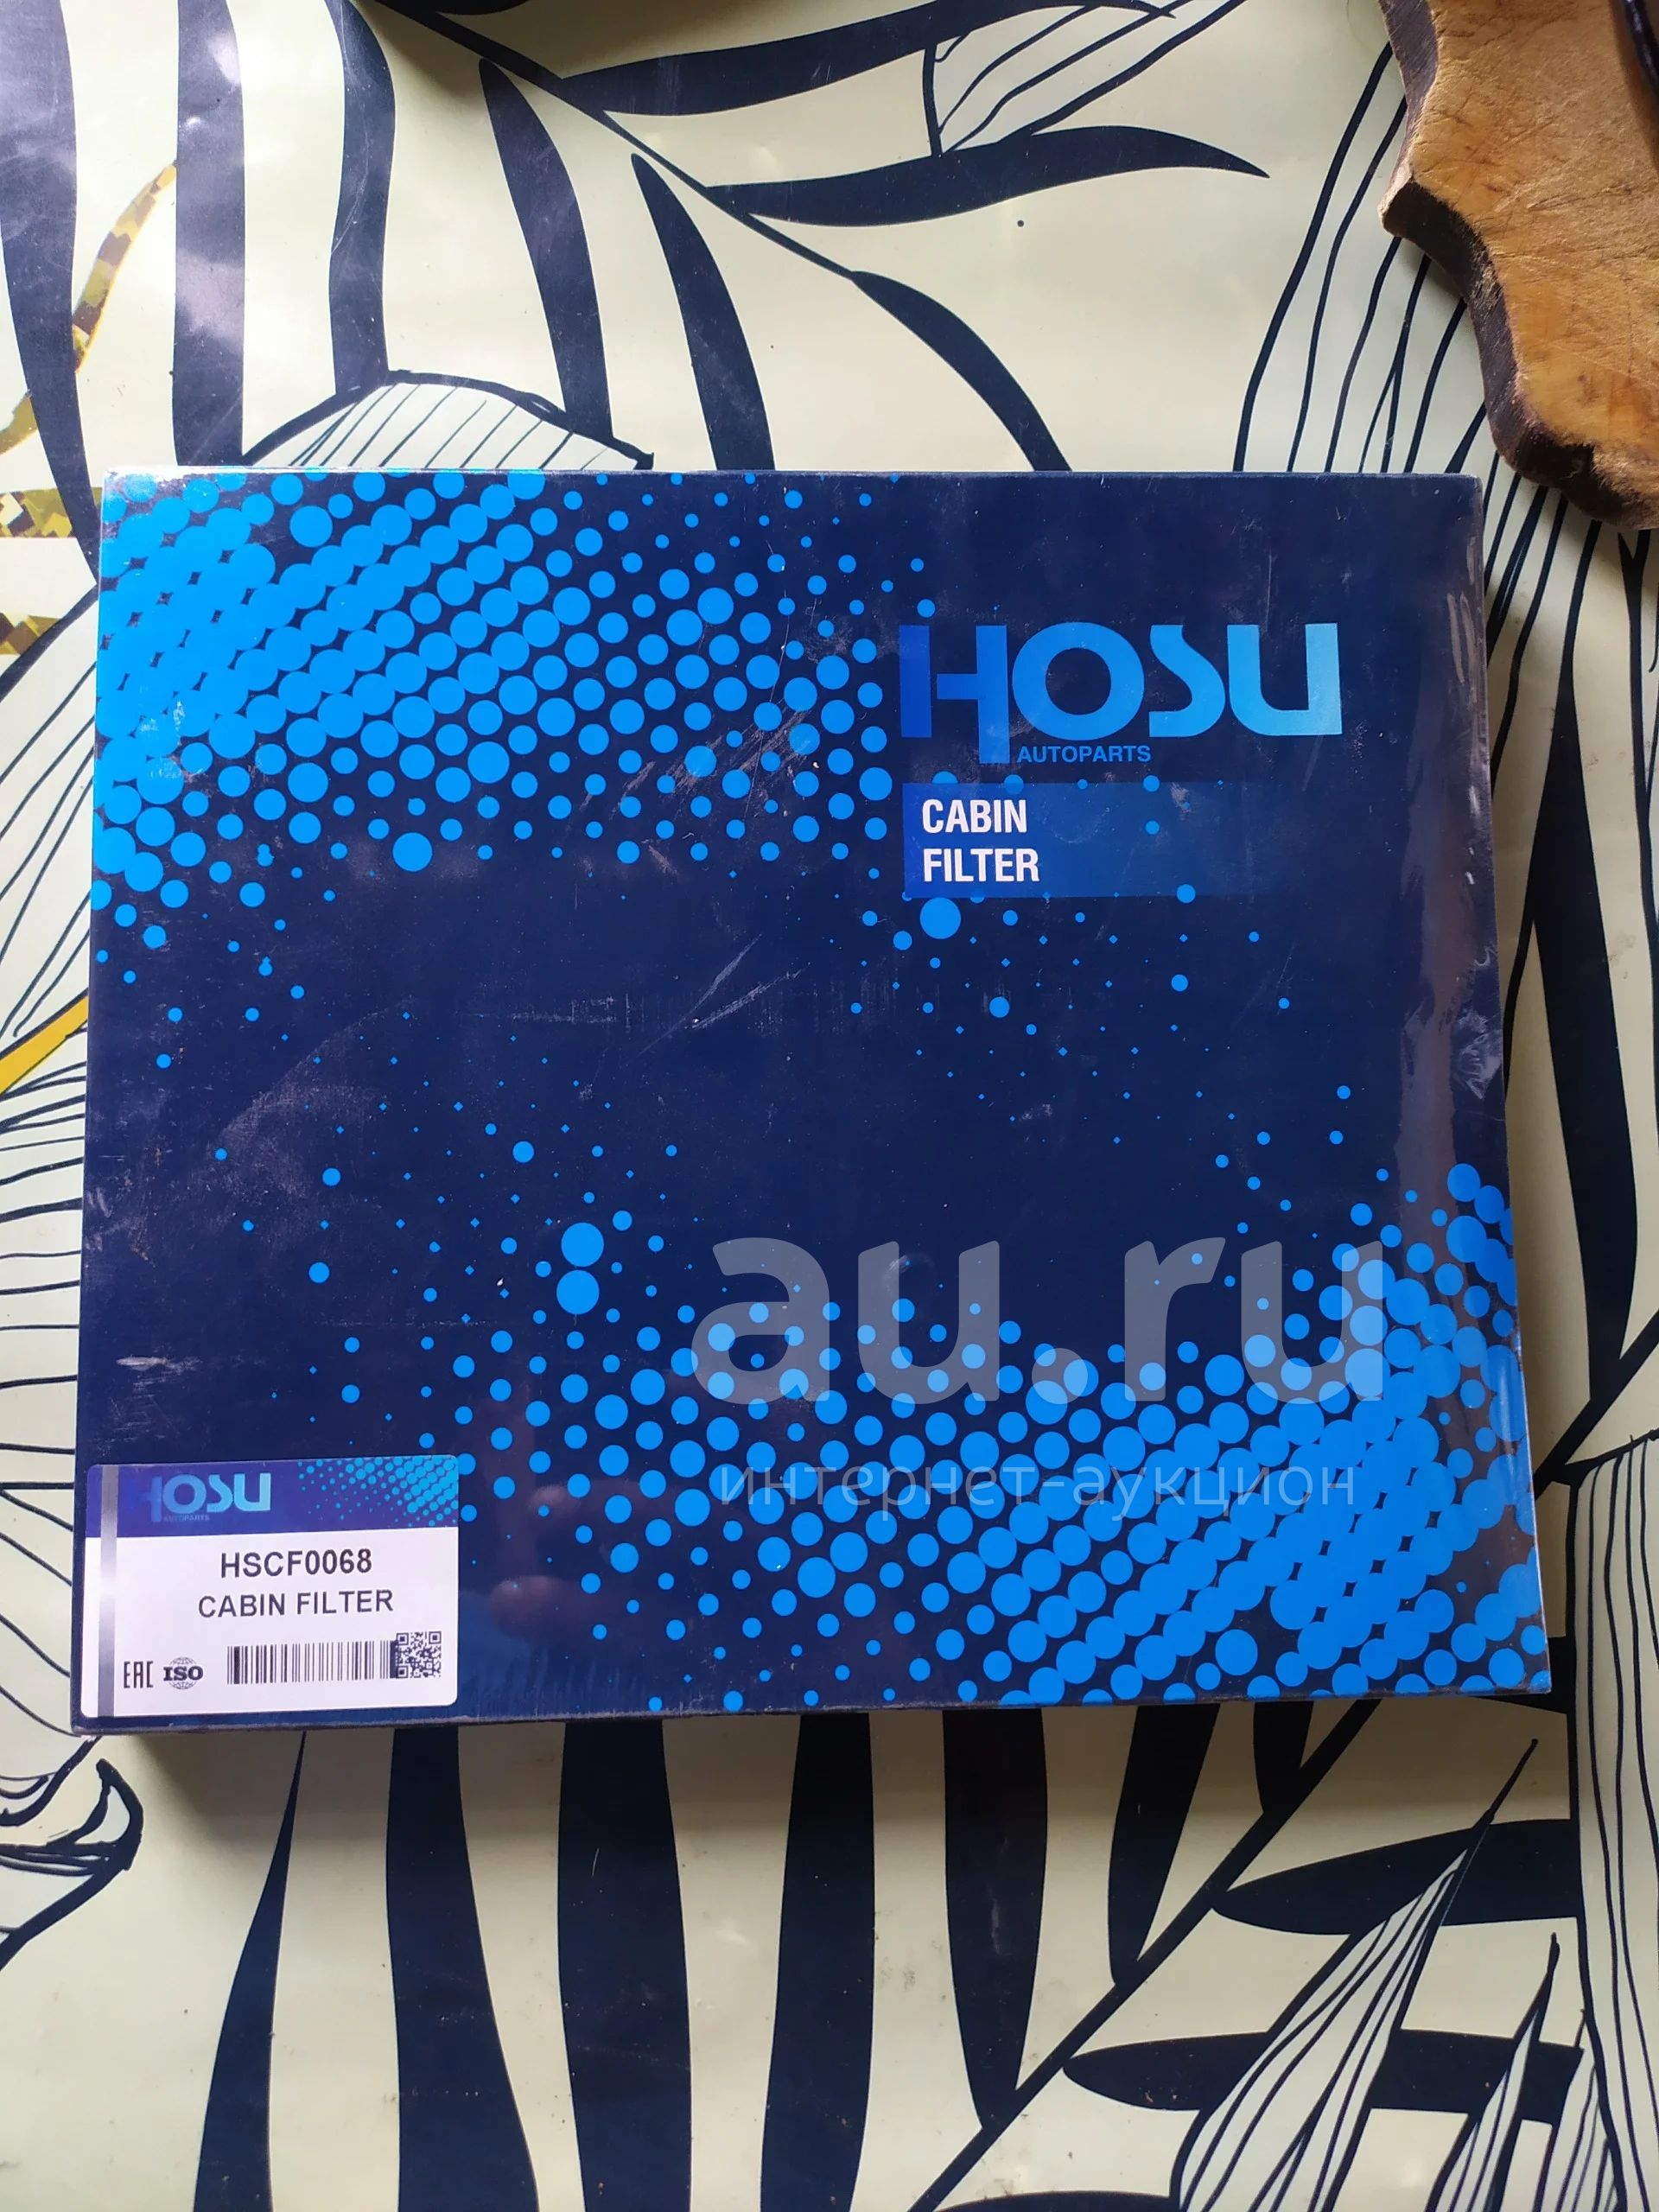 HOSU
AUTOPARTS
CABIN
FILTER
au.ru
интернет-аукцион
HOSU
AUTOPARTS
HSCF0068
CABIN FILTER
EAC ISO